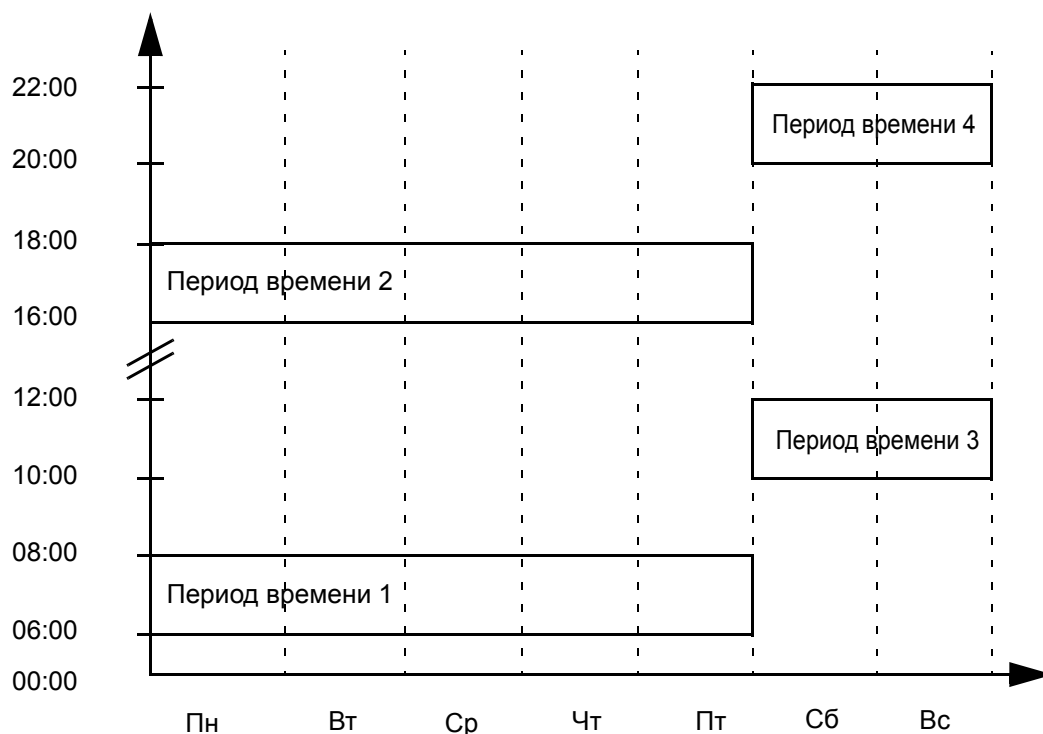 22:00
Период времени 4
20:00
18:00
Период времени 2
16:00
12:00
Период времени 3
10:00
08:00
Период времени 1
06:00
00:00
Пн Вт Ср Чт Пт Сб Вс